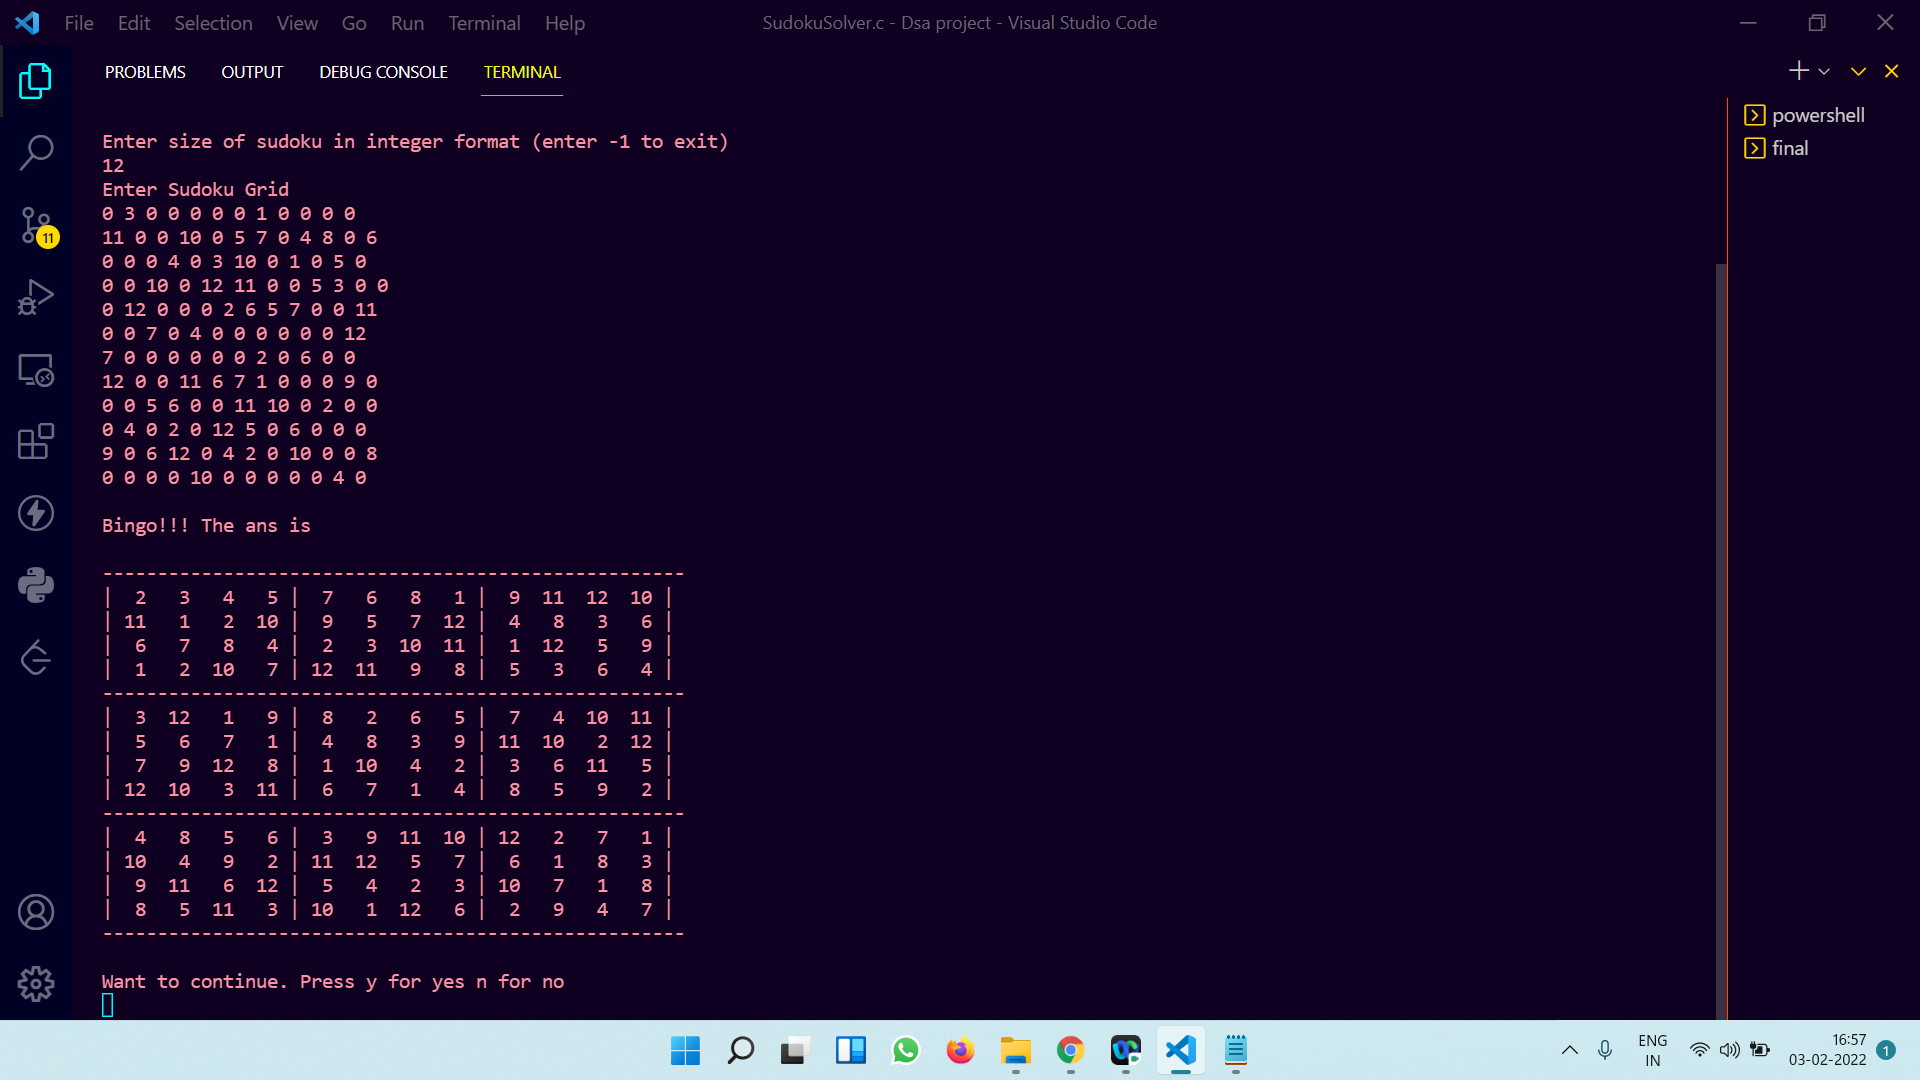 File Edit Selection View Go Run Terminal Help SudokuSolver.c - Dsa project - Visual Studio Code
PROBLEMS OUTPUT DEBUG CONSOLE TERMINAL
powershell
final
11
Enter size of sudoku in integer format (enter -1 to exit)
12
Enter Sudoku Grid
0 3 0 0 0 0 0 1 0 0 0 0
11 0 0 10 0 5 7 0 4 8 0 6
0 0 0 4 0 3 10 0 1 0 5 0
0 0 10 0 12 11 0 0 5 3 0 0
0 12 0 0 0 2 6 5 7 0 0 11
0 0 7 0 4 0 0 0 0 0 0 12
7 0 0 0 0 0 0 2 0 6 0 0
12 0 0 11 6 7 1 0 0 0 9 0
0 0 5 6 0 0 11 10 0 2 0 0
0 4 0 2 0 12 5 0 6 0 0 0
9 0 6 12 0 4 2 0 10 0 0 8
0 0 0 0 10 0 0 0 0 0 4 0
Bingo!!! The ans is
-----------------------------------------------------
| 2 3 4 5 | 7 6 8 1 | 9 11 12 10 |
| 11 1 2 10 | 9 5 7 12 | 4 8 3 6 |
| 6 7 8 4 | 2 3 10 11 | 1 12 5 9 |
| 1 2 10 7 | 12 11 9 8 | 5 3 6 4 |
-----------------------------------------------------
| 3 12 1 9 | 8 2 6 5 | 7 4 10 11 |
| 5 6 7 1 | 4 8 3 9 | 11 10 2 12 |
| 7 9 12 8 | 1 10 4 2 | 3 6 11 5 |
| 12 10 3 11 | 6 7 1 4 | 8 5 9 2 |
-----------------------------------------------------
| 4 8 5 6 | 3 9 11 10 | 12 2 7 1 |
| 10 4 9 2 | 11 12 5 7 | 6 1 8 3 |
| 9 11 6 12 | 5 4 2 3 | 10 7 1 8 |
| 8 5 11 3 | 10 1 12 6 | 2 9 4 7 |
-----------------------------------------------------
Want to continue. Press y for yes n for no
ENG 16:57
IN 03-02-2022 1